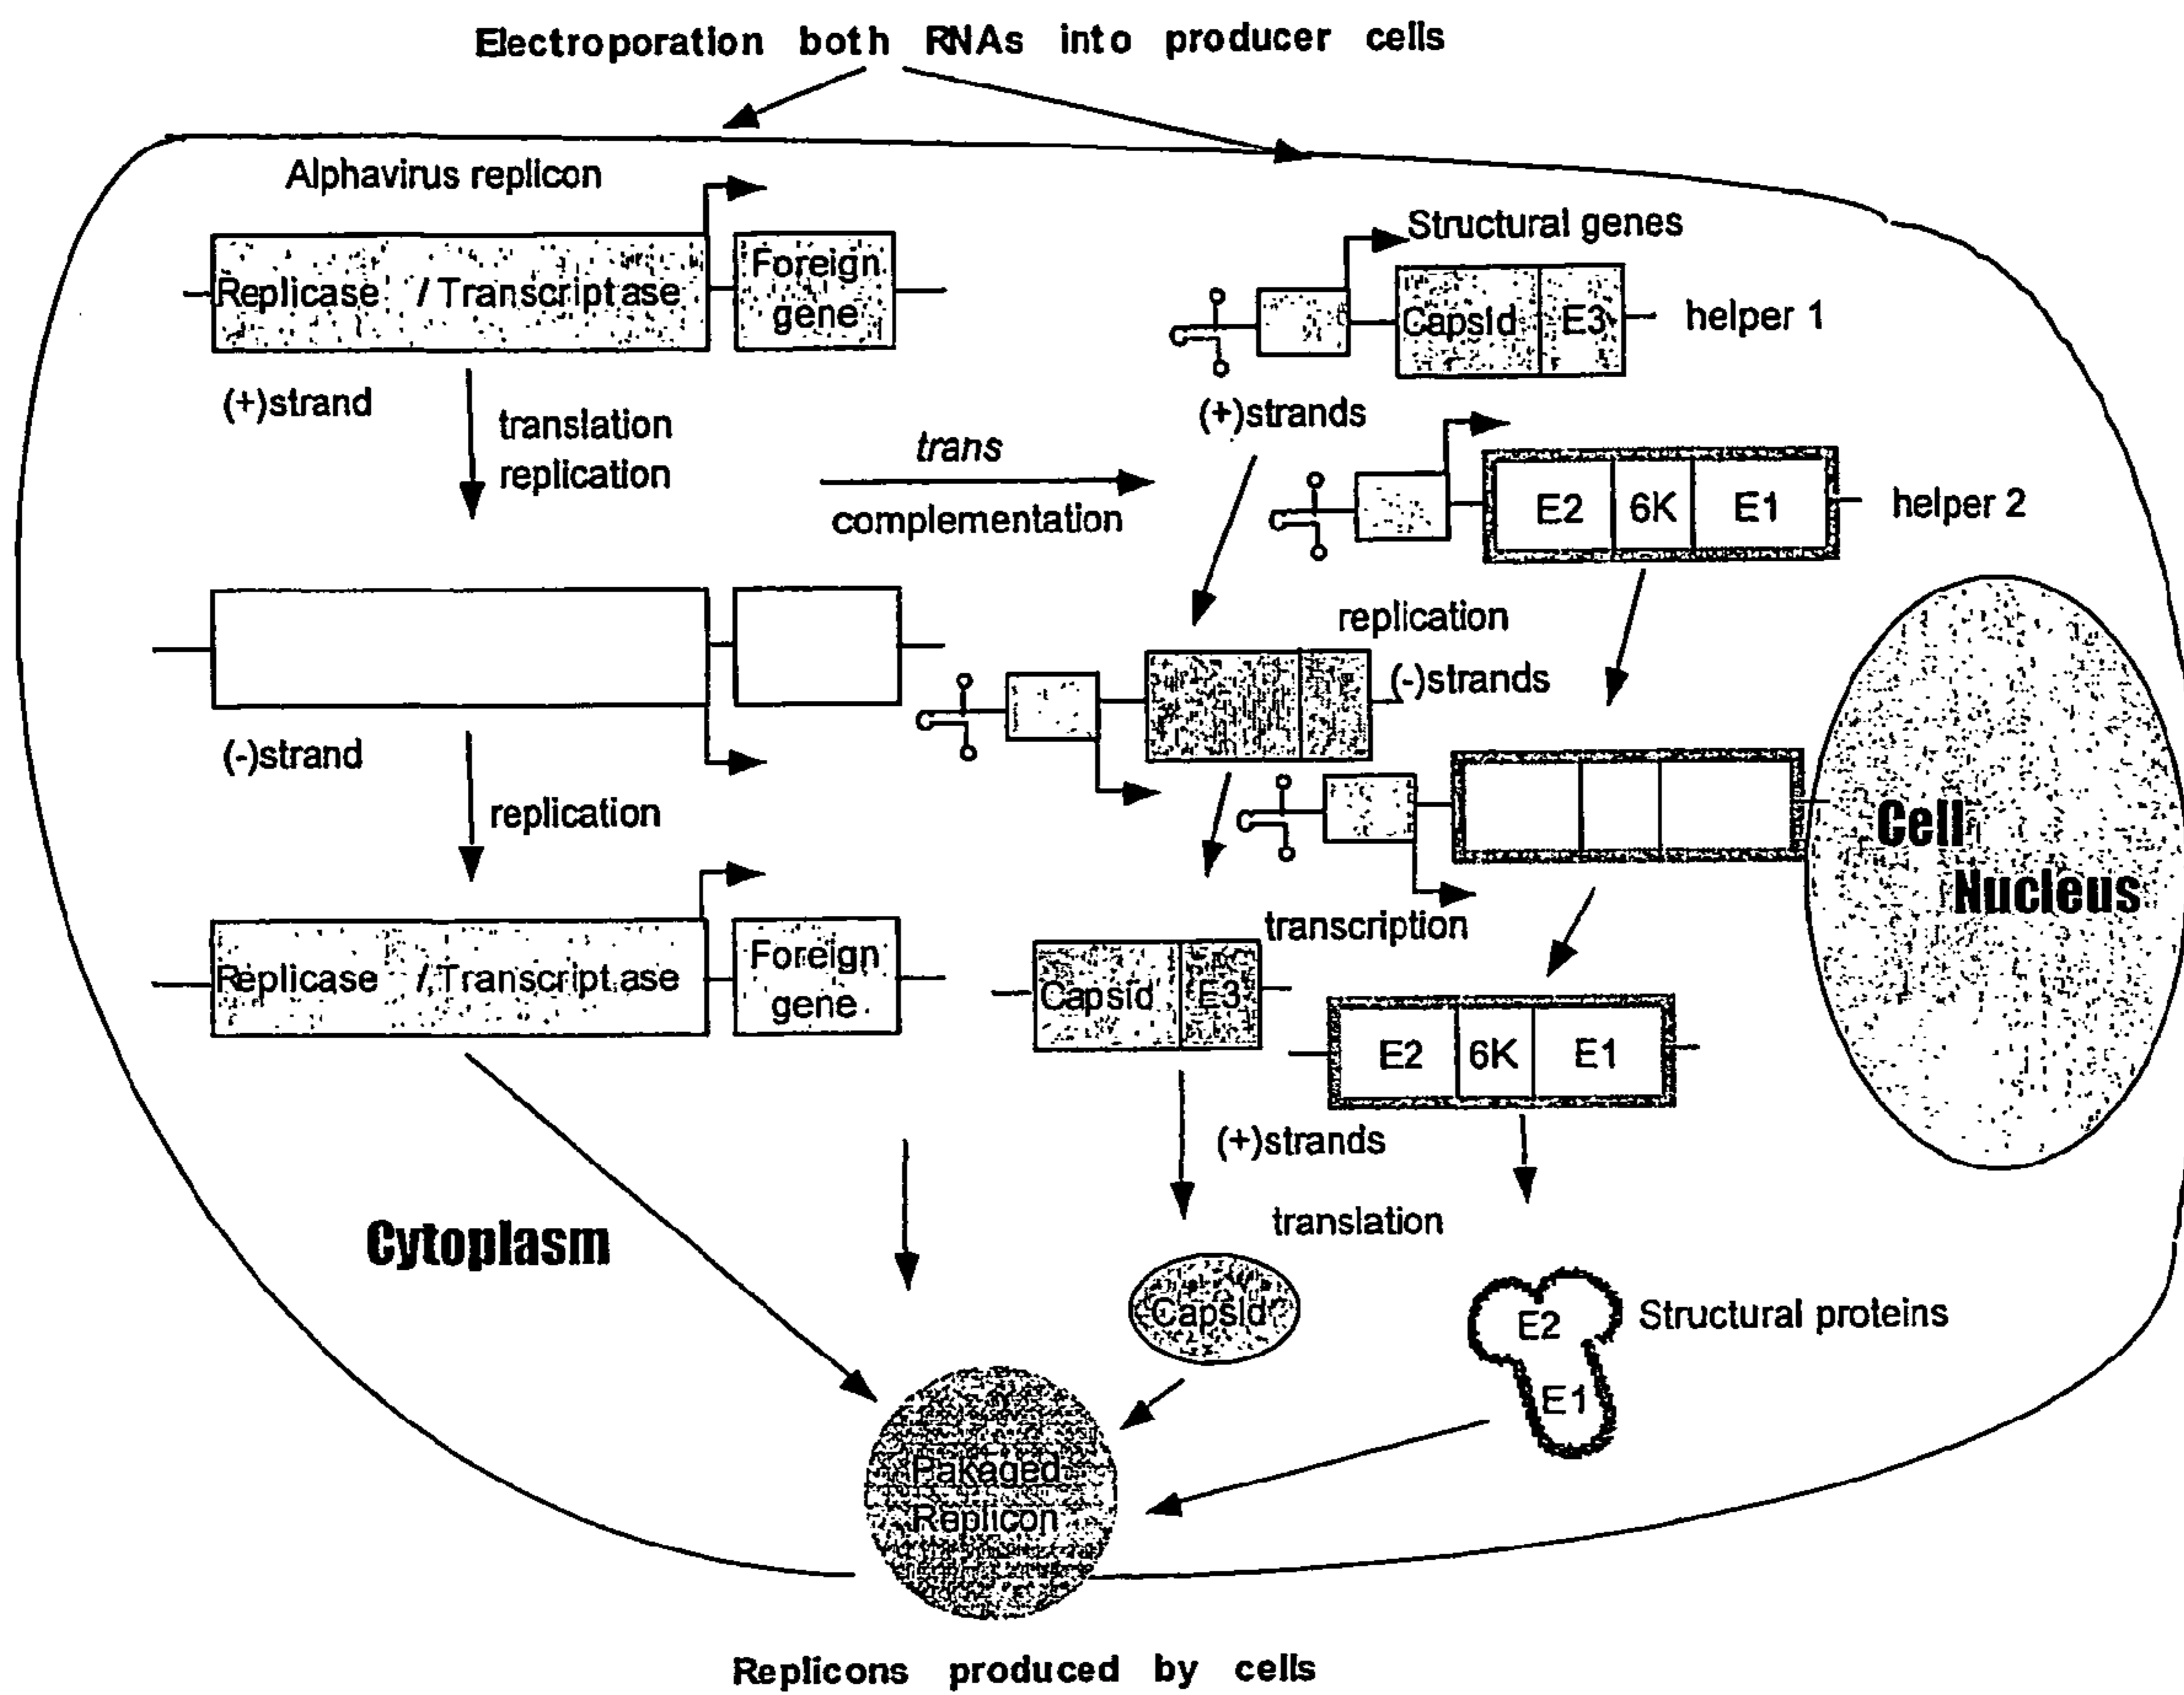 Electroporation both RNAs into producer cells
Alphavirus replicon
Structural genes
Replicase / Transcriptase
Foreign
gene
Capsid E3
helper 1
(+)strand
translation
replication
(+)strands
trans
complementation
E2 6K E1
helper 2
replication
(-)strands
(-)strand
replication
Cell
Nucleus
transcription
Replicase / Transcriptase
Foreign
gene
Capsid E3
E2 6K E1
(+)strands
translation
Cytoplasm
Capsid
E2
E1
Structural proteins
Pakaged
Replicon
Replicons produced by cells